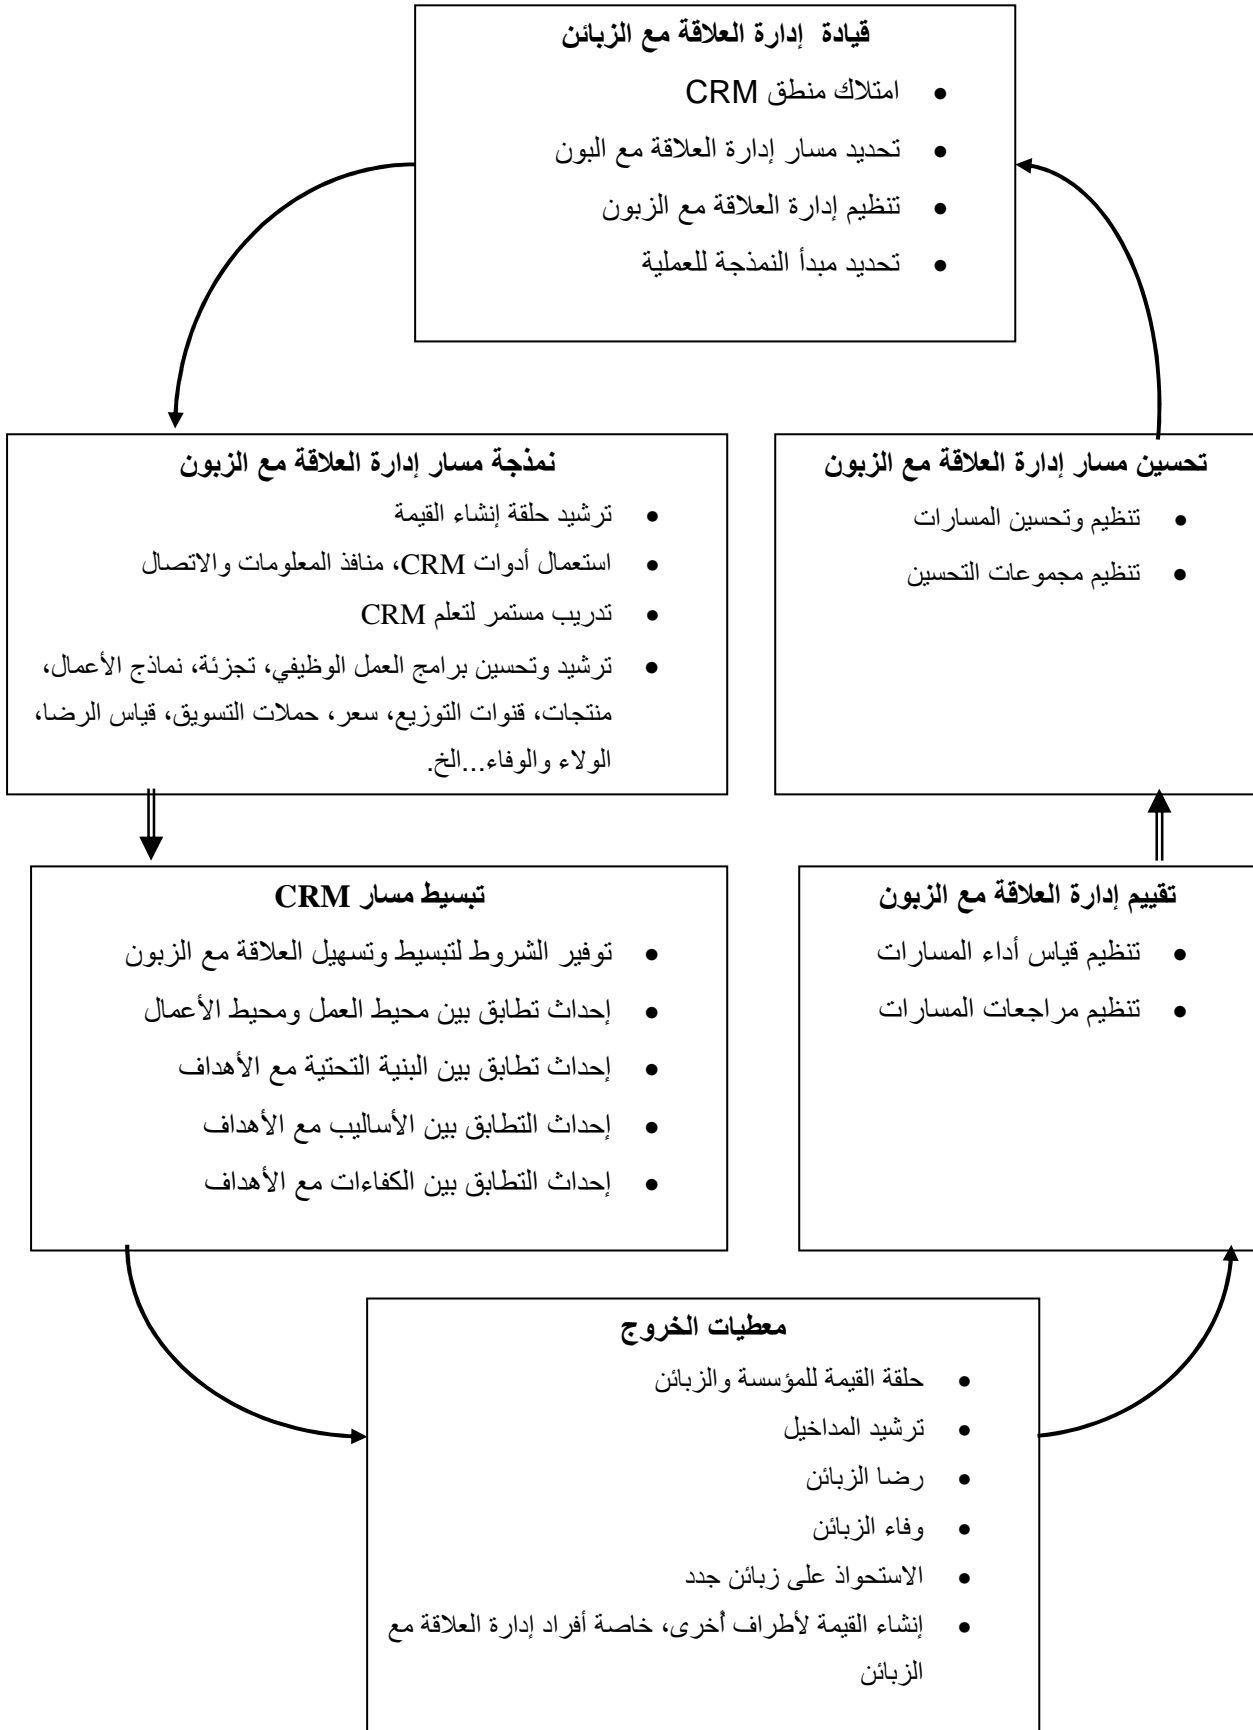 قيادة إدارة العلاقة مع الزبائن
• امتلاك منطق CRM
• تحديد مسار إدارة العلاقة مع البون
• تنظيم إدارة العلاقة مع الزبون
• تحديد مبدأ النمذجة للعملية
تحسين مسار إدارة العلاقة مع الزبون
• تنظيم وتحسين المسارات
• تنظيم مجموعات التحسين
نمذجة مسار إدارة العلاقة مع الزبون
• ترشيد حلقة إنشاء القيمة
• استعمال أدوات CRM، منافذ المعلومات والاتصال
• تدريب مستمر لتعلم CRM
• ترشيد وتحسين برامج العمل الوظيفي، تجزئة، نماذج الأعمال،
منتجات، قنوات التوزيع، سعر، حملات التسويق، قياس الرضا،
الولاء والوفاء...الخ.
تقييم إدارة العلاقة مع الزبون
• تنظيم قياس أداء المسارات
• تنظيم مراجعات المسارات
تبسيط مسار CRM
• توفير الشروط لتبسيط وتسهيل العلاقة مع الزبون
• إحداث تطابق بين محيط العمل ومحيط الأعمال
• إحداث تطابق بين البنية التحتية مع الأهداف
• إحداث التطابق بين الأساليب مع الأهداف
• إحداث التطابق بين الكفاءات مع الأهداف
معطيات الخروج
• حلقة القيمة للمؤسسة والزبائن
• ترشيد المداخيل
• رضا الزبائن
• وفاء الزبائن
• الاستحواذ على زبائن جدد
• إنشاء القيمة لأطراف أخرى، خاصة أفراد إدارة العلاقة مع
الزبائن